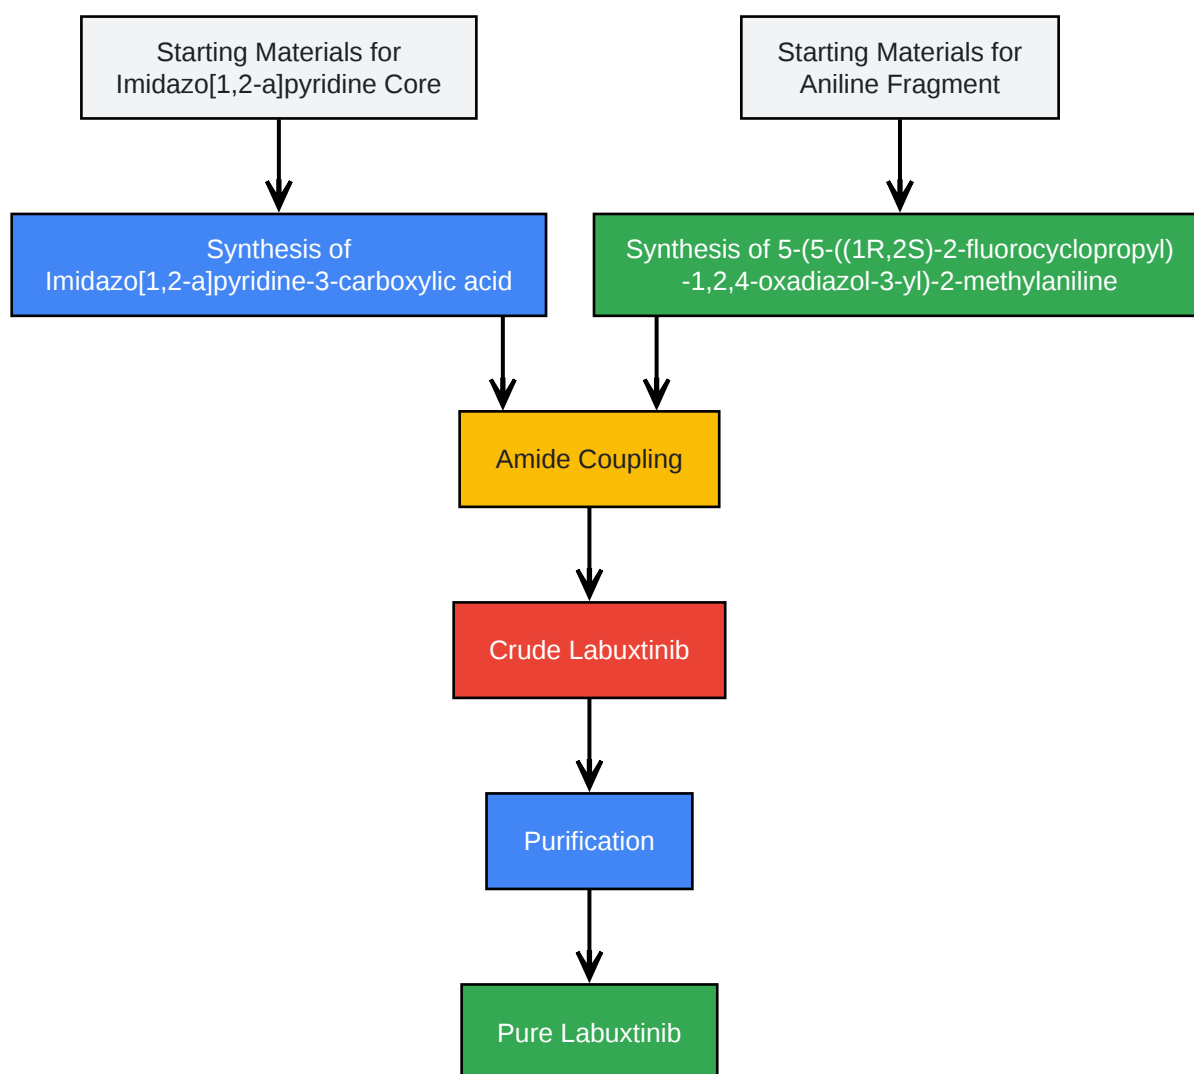 Starting Materials for
Imidazo[1,2-a]pyridine Core
Starting Materials for
Aniline Fragment
Synthesis of
Imidazo[1,2-a]pyridine-3-carboxylic acid
Synthesis of 5-(5-((1R,2S)-2-fluorocyclopropyl)
-1,2,4-oxadiazol-3-yl)-2-methylaniline
Amide Coupling
Crude Labuxtinib
Purification
Pure Labuxtinib